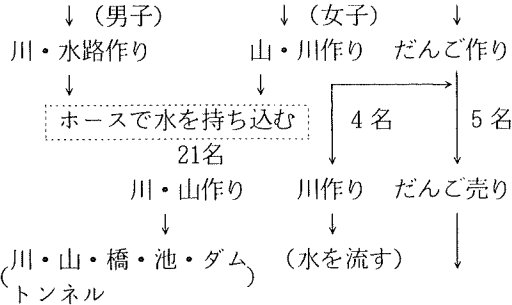 (男子) (女子)
川・水路作り 山・川作り だんご作り
ホースで水を持ち込む 4名 5名
21名
川・山作り 川作り だんご売り
(川・山・橋・池・ダム (水を流す)
トンネル)